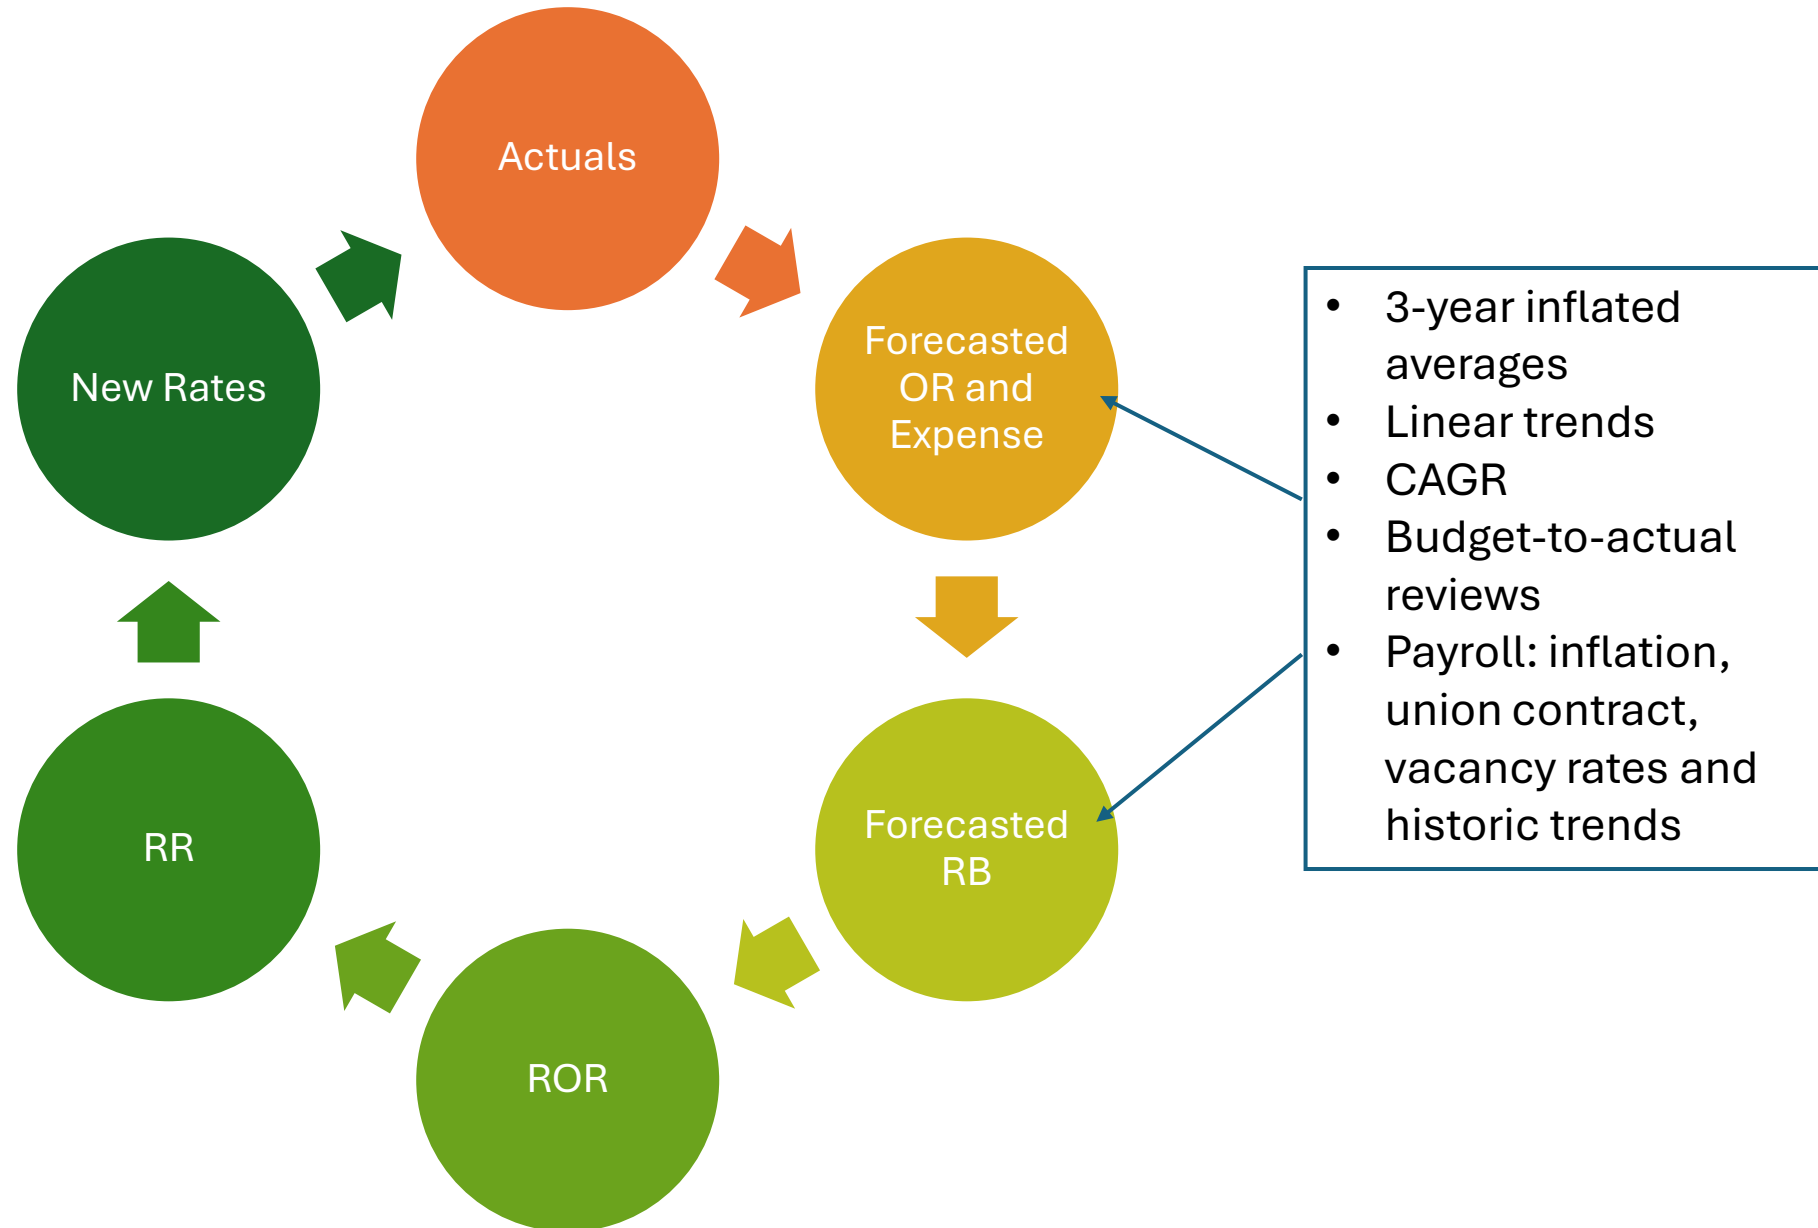 Actuals
Forecasted
OR and
Expense
Forecasted
RB
ROR
RR
New Rates
• 3-year inflated
averages
• Linear trends
• CAGR
• Budget-to-actual
reviews
• Payroll: inflation,
union contract,
vacancy rates and
historic trends